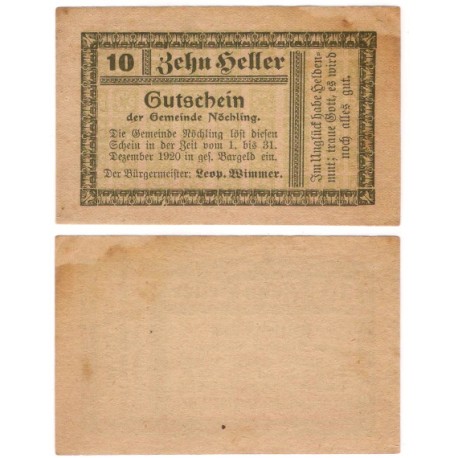 10 Zehn Heller
Gutschein
der Gemeinde Nöchling.
Die Gemeinde Nöchling löst diesen
Schein in der Zeit vom 1. bis 31.
Dezember 1920 in ges. Bargeld ein.
Der Bürgermeister: Leop. Wimmer.
Im Unglück habe Helden-
mut; traue Gott, es wird
noch alles gut.